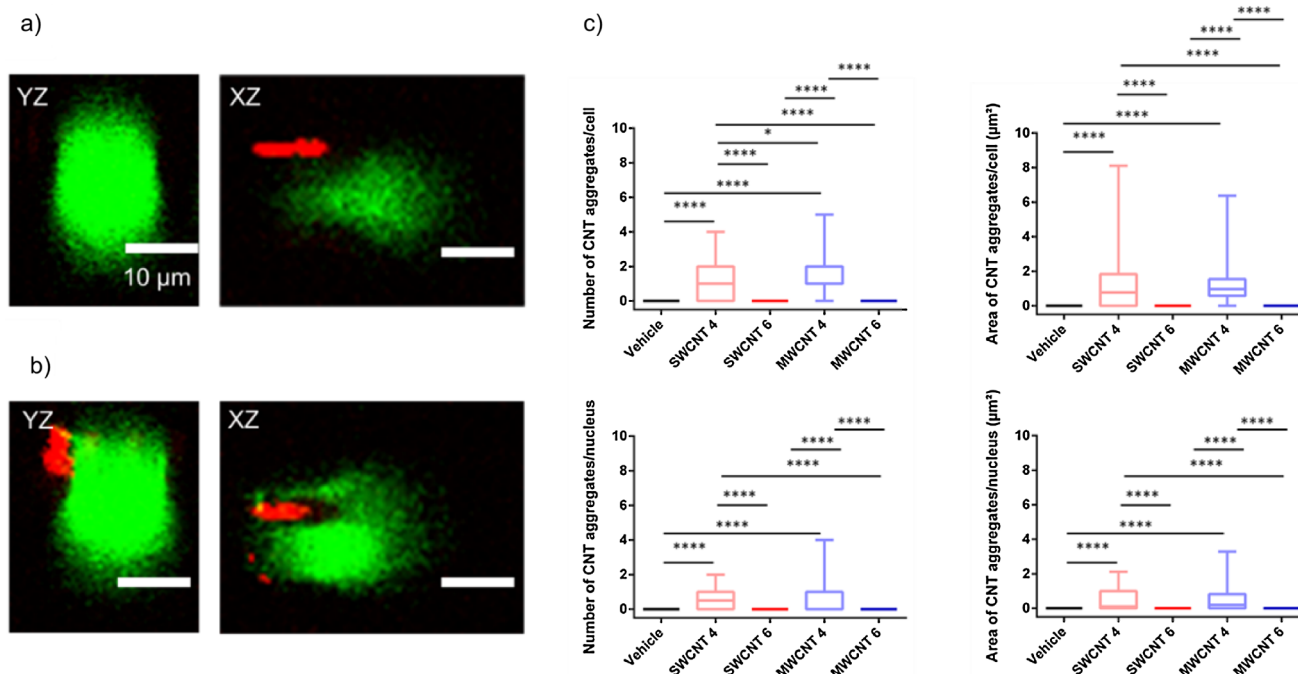 a)
YZ
10 μm
XZ
b)
YZ
XZ
c)
Number of CNT aggregates/cell
10
8
6
4
2
0
****
****
****
*
****
****
****
Vehicle
SWCNT 4
SWCNT 6
MWCNT 4
MWCNT 6
Area of CNT aggregates/cell (μm²)
10
8
6
4
2
0
****
****
****
****
****
****
Vehicle
SWCNT 4
SWCNT 6
MWCNT 4
MWCNT 6
Number of CNT aggregates/nucleus
10
8
6
4
2
0
****
****
****
****
****
****
Vehicle
SWCNT 4
SWCNT 6
MWCNT 4
MWCNT 6
Area of CNT aggregates/nucleus (μm²)
10
8
6
4
2
0
****
****
****
****
****
****
Vehicle
SWCNT 4
SWCNT 6
MWCNT 4
MWCNT 6